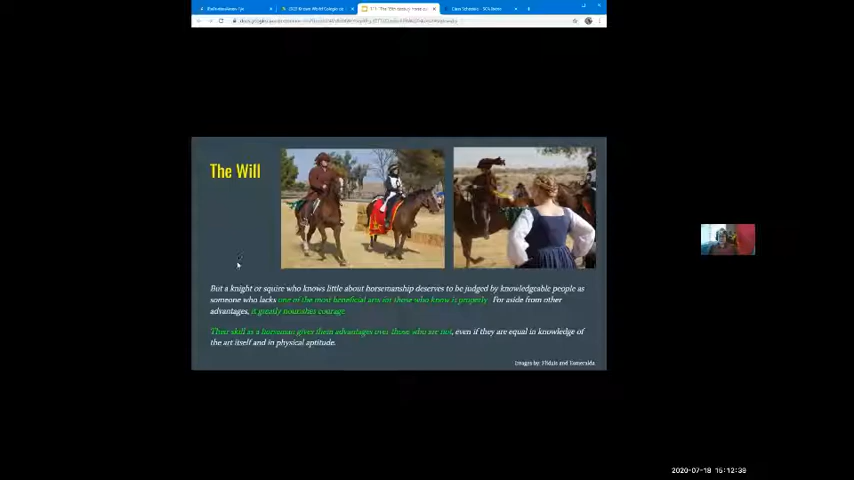 The Will
But a knight or squire who knows little about horsemanship deserves to be judged by knowledgeable people as
someone who lacks one of the most beneficial arts for those who know is properly. For aside from other
advantages, it greatly nourishes courage.
Their skill as a horseman gives them advantages over those who are not, even if they are equal in knowledge of
the art itself and in physical aptitude.
Images by and Esmeralda
2020-07-18 15:12:38